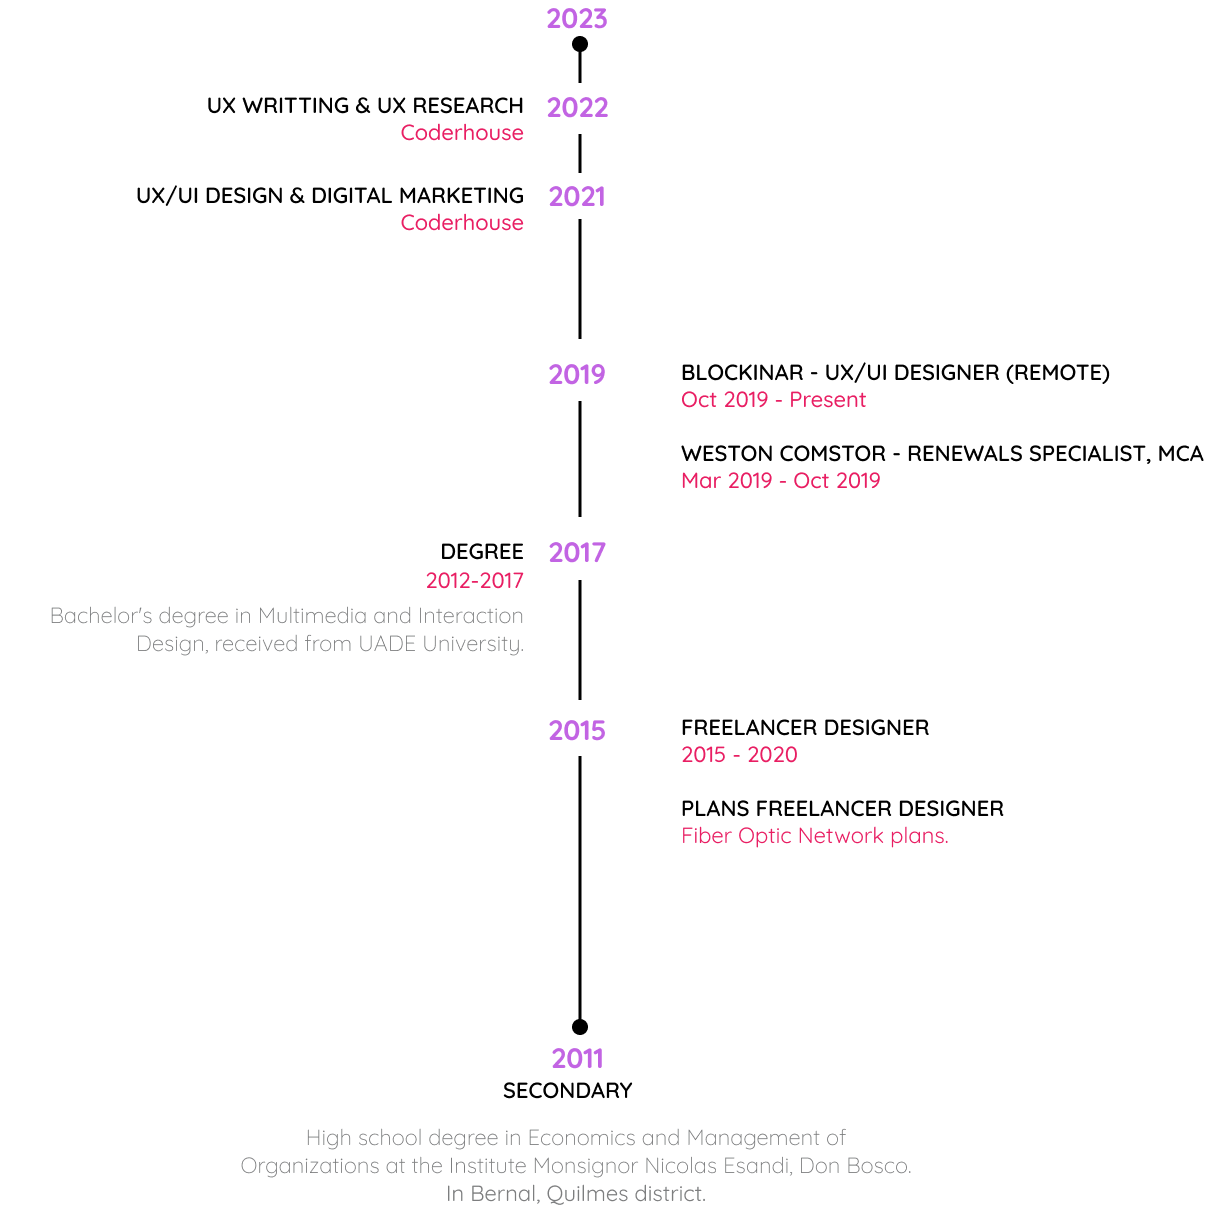 2023
UX WRITTING & UX RESEARCH
Coderhouse
2022
UX/UI DESIGN & DIGITAL MARKETING
Coderhouse
2021
2019
BLOCKINAR - UX/UI DESIGNER (REMOTE)
Oct 2019 - Present
WESTON COMSTOR - RENEWALS SPECIALIST, MCA
Mar 2019 - Oct 2019
DEGREE
2012-2017
Bachelor's degree in Multimedia and Interaction
Design, received from UADE University.
2017
2015
FREELANCER DESIGNER
2015 - 2020
PLANS FREELANCER DESIGNER
Fiber Optic Network plans.
2011
SECONDARY
High school degree in Economics and Management of
Organizations at the Institute Monsignor Nicolas Esandi, Don Bosco.
In Bernal, Quilmes district.